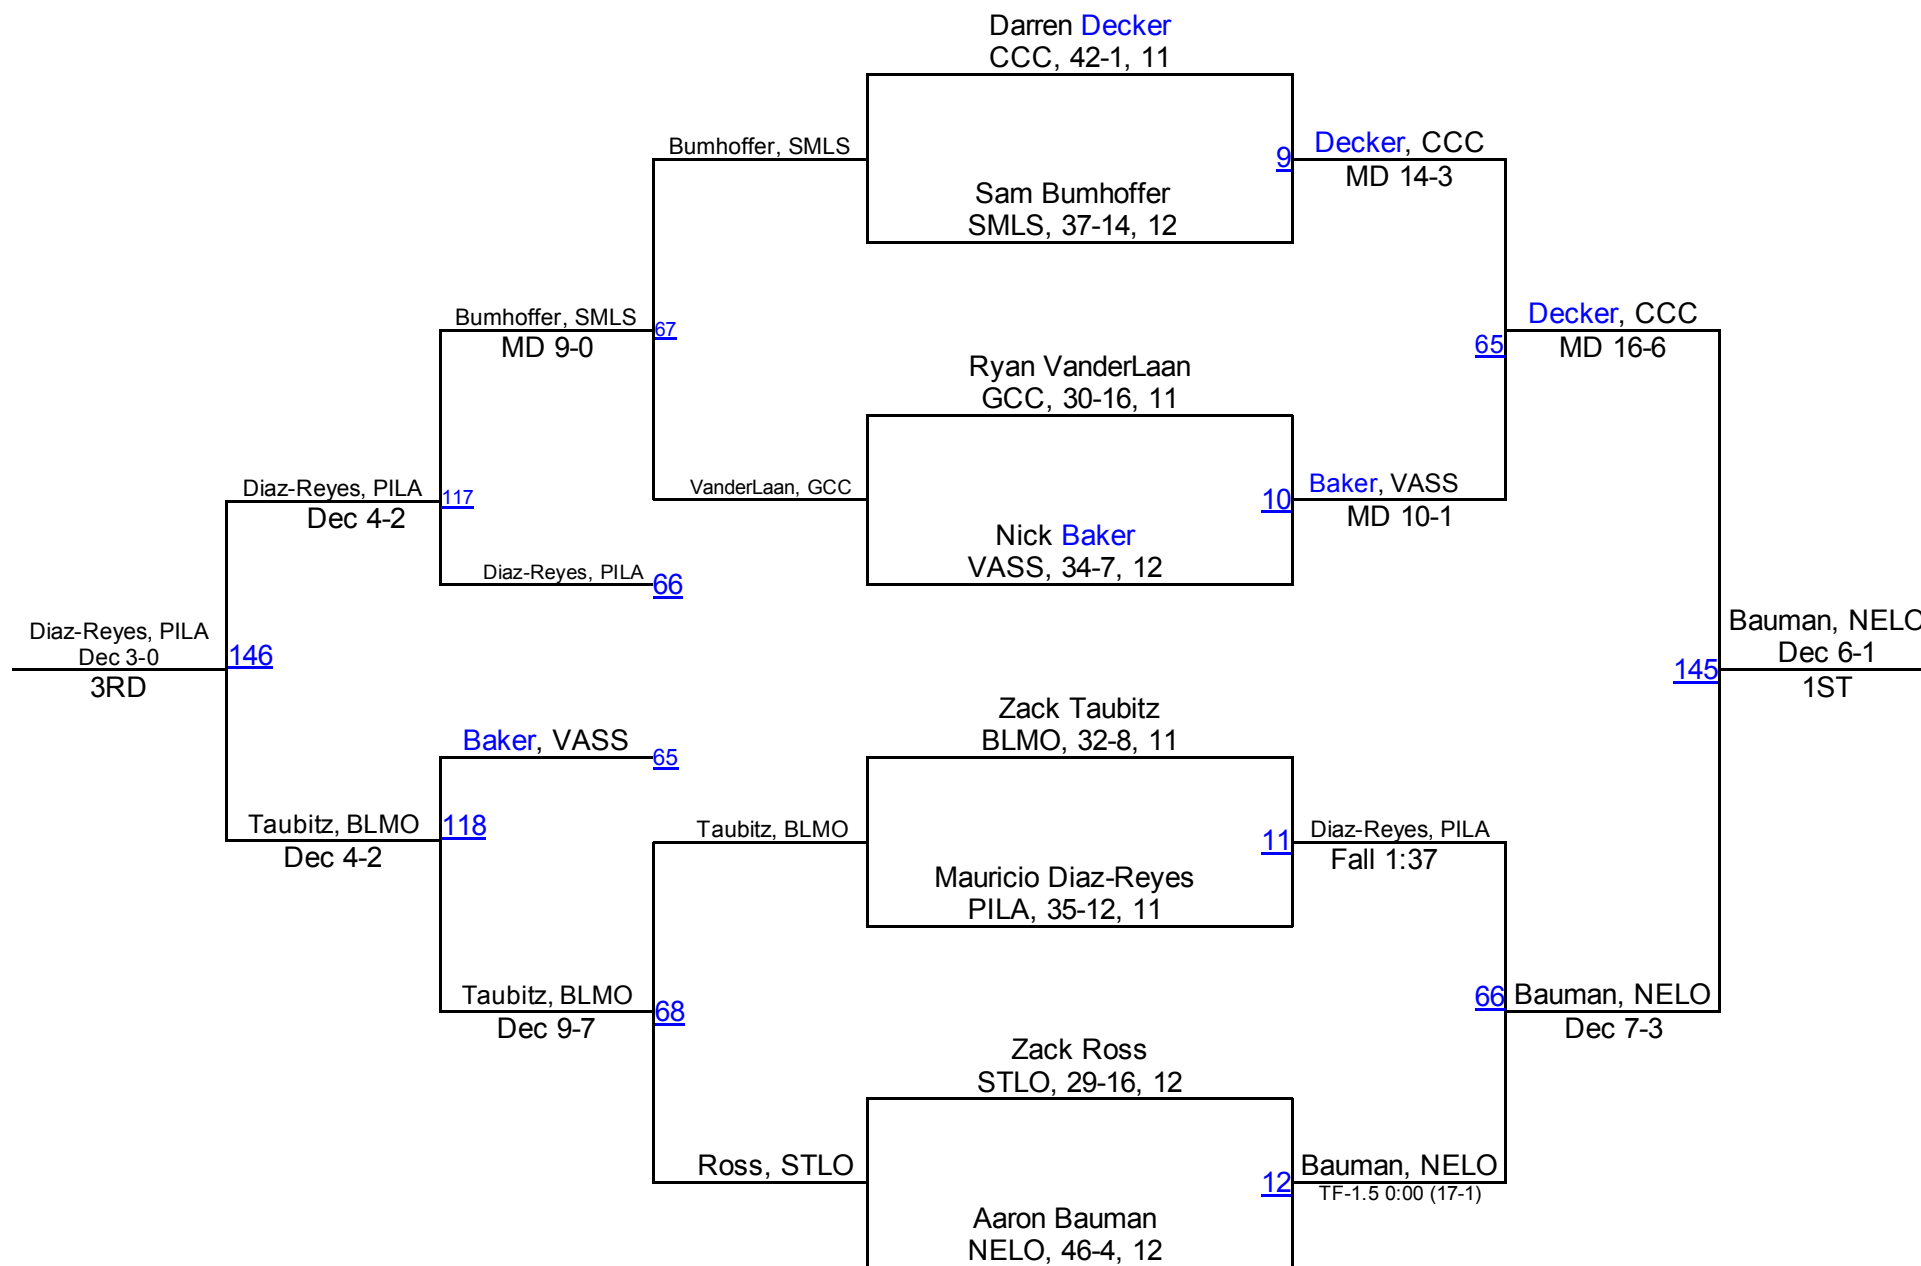 Darren Decker
CCC, 42-1, 11
Bumhoffer, SMLS
9
Decker, CCC
MD 14-3
Sam Bumhoffer
SMLS, 37-14, 12
Bumhoffer, SMLS
MD 9-0
67
65
Decker, CCC
MD 16-6
Ryan VanderLaan
GCC, 30-16, 11
Diaz-Reyes, PILA
Dec 4-2
117
VanderLaan, GCC
10
Baker, VASS
MD 10-1
Nick Baker
VASS, 34-7, 12
Diaz-Reyes, PILA
66
Diaz-Reyes, PILA
Dec 3-0
3RD
146
145
Bauman, NELO
Dec 6-1
1ST
Zack Taubitz
BLMO, 32-8, 11
Baker, VASS
65
Taubitz, BLMO
Dec 4-2
118
Taubitz, BLMO
11
Diaz-Reyes, PILA
Fall 1:37
Mauricio Diaz-Reyes
PILA, 35-12, 11
Taubitz, BLMO
Dec 9-7
68
66
Bauman, NELO
Dec 7-3
Zack Ross
STLO, 29-16, 12
Ross, STLO
12
Bauman, NELO
TF-1.5 0:00 (17-1)
Aaron Bauman
NELO, 46-4, 12